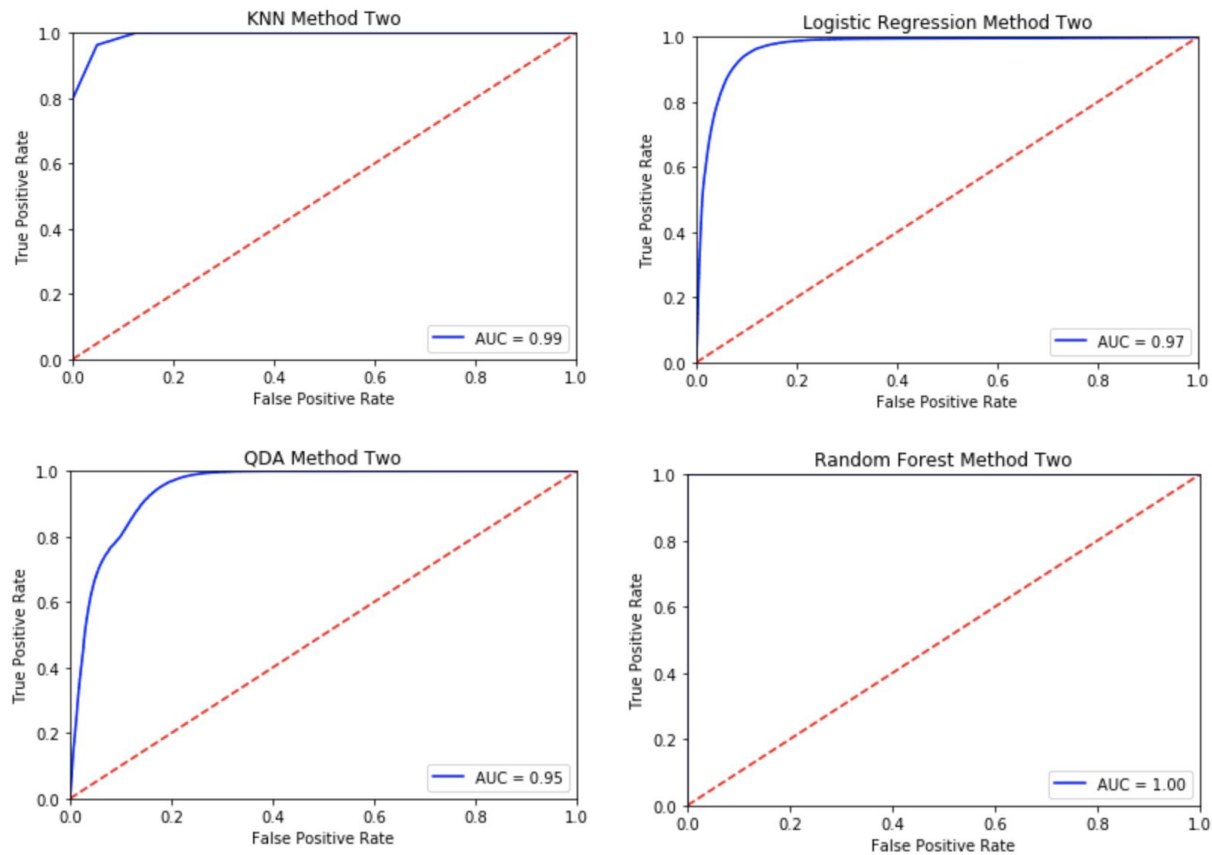 KNN Method Two
1.0
0.8
0.6
0.4
0.2
0.0
True Positive Rate
AUC = 0.99
0.0 0.2 0.4 0.6 0.8 1.0
False Positive Rate
Logistic Regression Method Two
1.0
0.8
0.6
0.4
0.2
0.0
True Positive Rate
AUC = 0.97
0.0 0.2 0.4 0.6 0.8 1.0
False Positive Rate
QDA Method Two
1.0
0.8
0.6
0.4
0.2
0.0
True Positive Rate
AUC = 0.95
0.0 0.2 0.4 0.6 0.8 1.0
False Positive Rate
Random Forest Method Two
1.0
0.8
0.6
0.4
0.2
0.0
True Positive Rate
AUC = 1.00
0.0 0.2 0.4 0.6 0.8 1.0
False Positive Rate